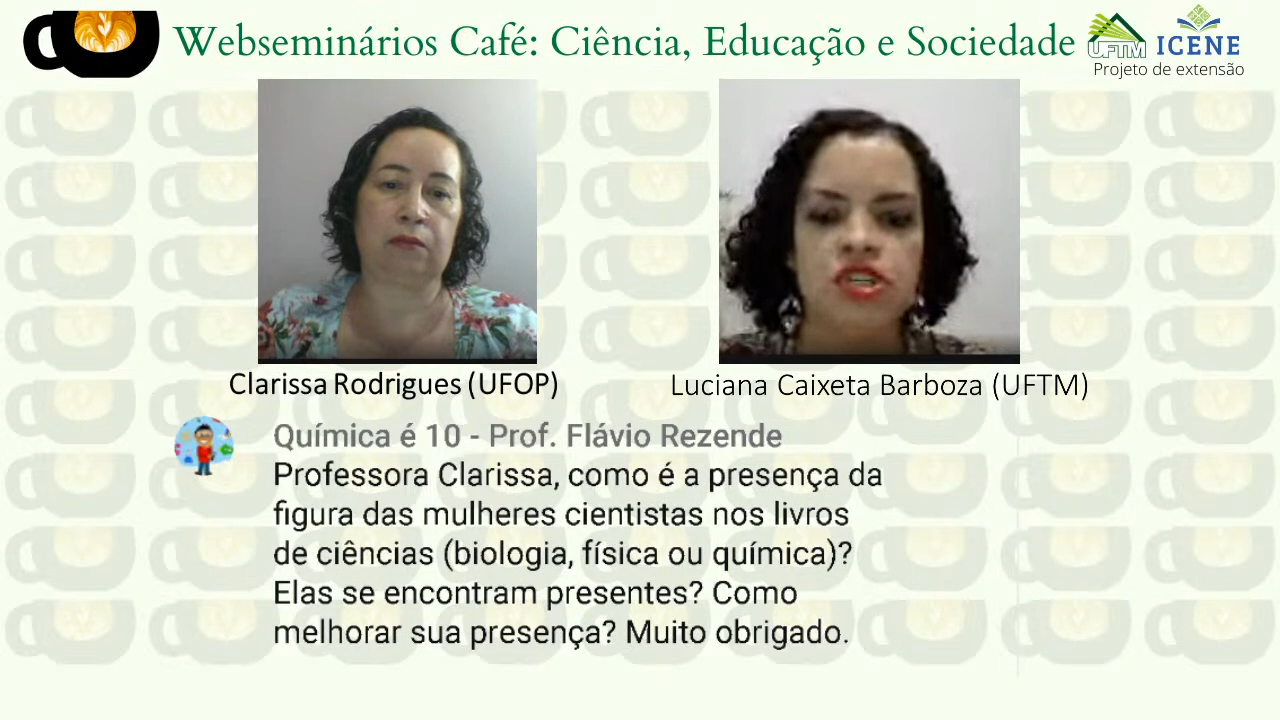 Webseminários Café: Ciência, Educação e Sociedade
UFTM ICENE
Projeto de extensão
Clarissa Rodrigues (UFOP)
Luciana Caixeta Barboza (UFTM)
Química é 10 - Prof. Flávio Rezende
Professora Clarissa, como é a presença da
figura das mulheres cientistas nos livros
de ciências (biologia, física ou química)?
Elas se encontram presentes? Como
melhorar sua presença? Muito obrigado.